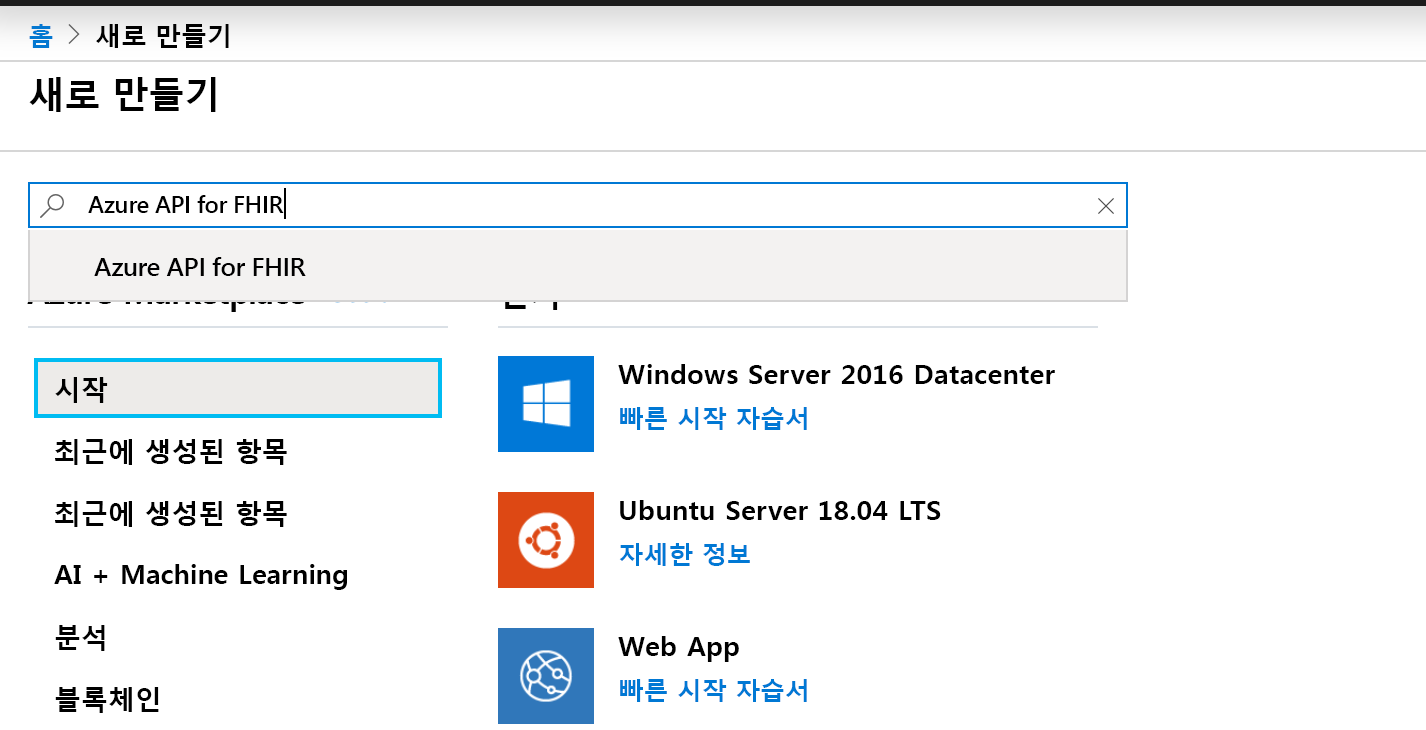 홈 > 새로 만들기
새로 만들기
Azure API for FHIR
Azure API for FHIR
Azure Marketplace
시작
최근에 생성된 항목
최근에 생성된 항목
AI + Machine Learning
분석
블록체인
Windows Server 2016 Datacenter
빠른 시작 자습서
Ubuntu Server 18.04 LTS
자세한 정보
Web App
빠른 시작 자습서